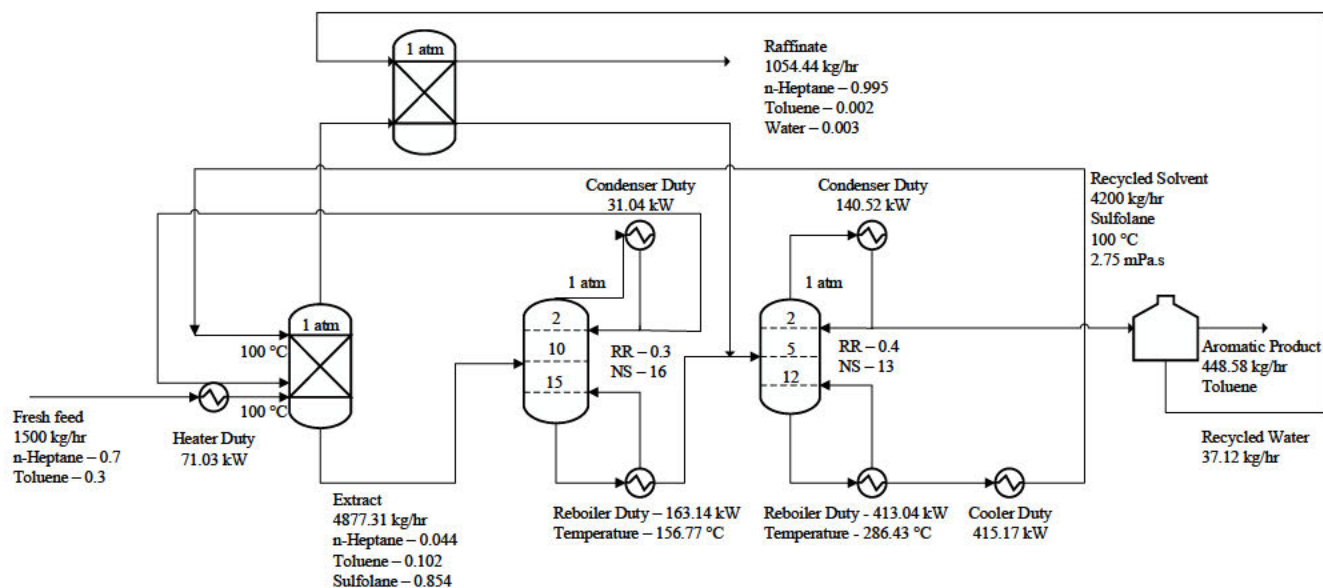 1 atm
Raffinate
1054.44 kg/hr
n-Heptane – 0.995
Toluene – 0.002
Water – 0.003
Condenser Duty
31.04 kW
Condenser Duty
140.52 kW
Recycled Solvent
4200 kg/hr
Sulfolane
100 °C
2.75 mPa.s
1 atm
1 atm
1 atm
100 °C
100 °C
2
10
15
RR – 0.3
NS – 16
2
5
12
RR – 0.4
NS – 13
Aromatic Product
448.58 kg/hr
Toluene
Fresh feed
1500 kg/hr
n-Heptane – 0.7
Toluene – 0.3
Heater Duty
71.03 kW
Recycled Water
37.12 kg/hr
Extract
4877.31 kg/hr
n-Heptane – 0.044
Toluene – 0.102
Sulfolane – 0.854
Reboiler Duty – 163.14 kW
Temperature – 156.77 °C
Reboiler Duty - 413.04 kW
Temperature - 286.43 °C
Cooler Duty
415.17 kW